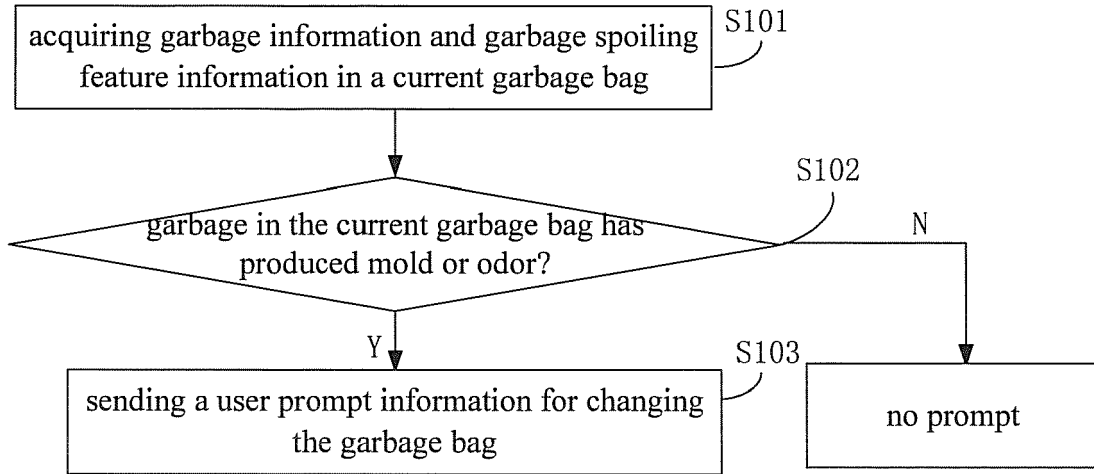 acquiring garbage information and garbage spoiling
feature information in a current garbage bag
S101
garbage in the current garbage bag has
produced mold or odor?
S102
N
Y
sending a user prompt information for changing
the garbage bag
S103
no prompt